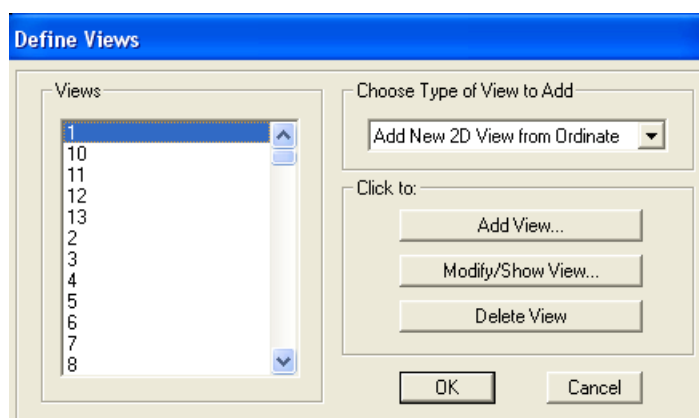 Define Views
Views
1
10
11
12
13
2
3
4
5
6
7
8
Choose Type of View to Add
Add New 2D View from Ordinate
Click to:
Add View...
Modify/Show View...
Delete View
OK
Cancel